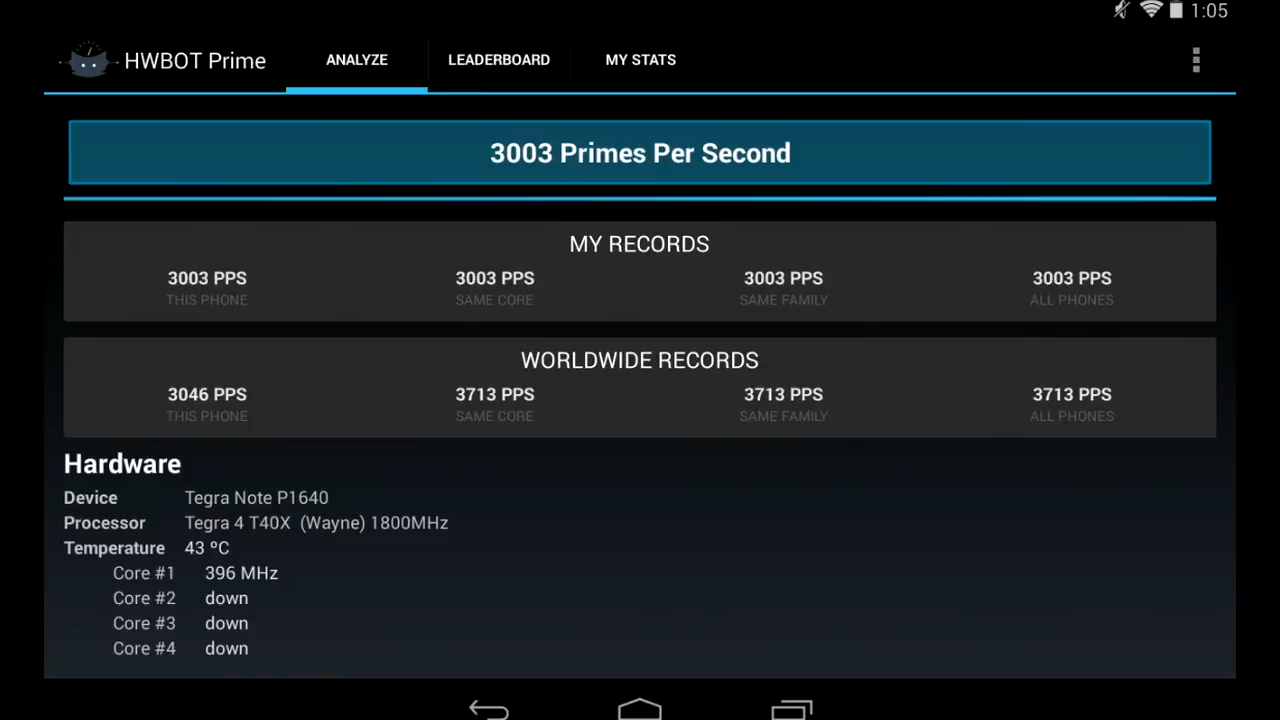 1:05
HWBOT Prime ANALYZE LEADERBOARD MY STATS
3003 Primes Per Second
MY RECORDS
3003 PPS 3003 PPS 3003 PPS 3003 PPS
THIS PHONE SAME CORE SAME FAMILY ALL PHONES
WORLDWIDE RECORDS
3046 PPS 3713 PPS 3713 PPS 3713 PPS
THIS PHONE SAME CORE SAME FAMILY ALL PHONES
Hardware
Device Tegra Note P1640
Processor Tegra 4 T40X (Wayne) 1800MHz
Temperature 43 ºC
Core #1 396 MHz
Core #2 down
Core #3 down
Core #4 down